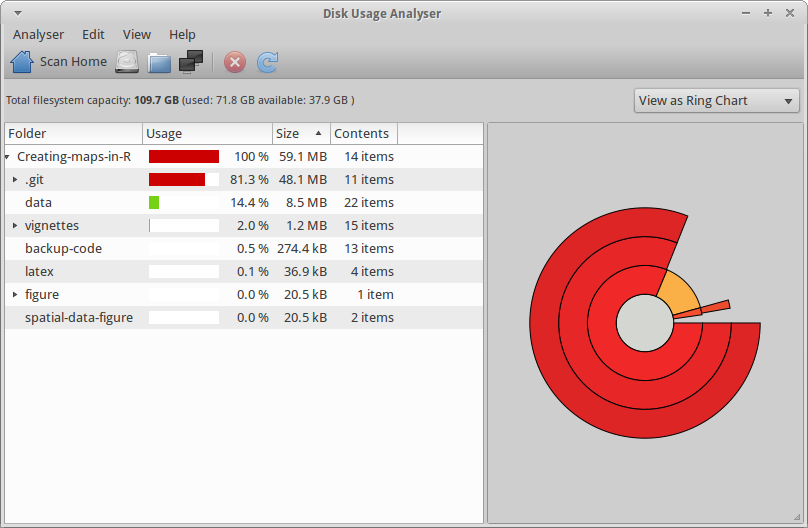 Disk Usage Analyser
Analyser Edit View Help
Scan Home
Total filesystem capacity: 109.7 GB (used: 71.8 GB available: 37.9 GB )
View as Ring Chart
Folder Usage Size Contents
Creating-maps-in-R 100 % 59.1 MB 14 items
.git 81.3 % 48.1 MB 11 items
data 14.4 % 8.5 MB 22 items
vignettes 2.0 % 1.2 MB 15 items
backup-code 0.5 % 274.4 kB 13 items
latex 0.1 % 36.9 kB 4 items
figure 0.0 % 20.5 kB 1 item
spatial-data-figure 0.0 % 20.5 kB 2 items